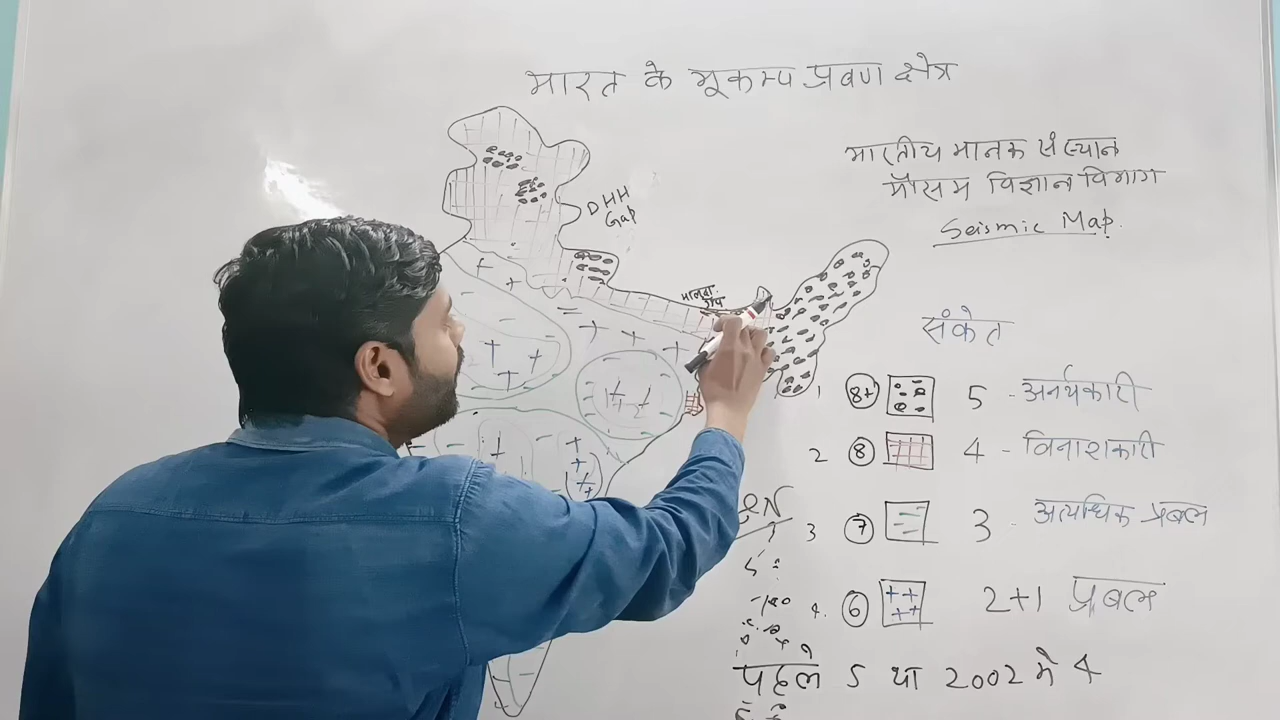 भारत के भूकम्प प्रवण क्षेत्र
भारतीय मानक संस्थान
मौसम विज्ञान विभाग
Seismic Map.
DHH
Gap
मालदा
गैप
संकेत
1 8+ 5 - अनर्थकारी
2 8 4 - विनाशकारी
3 7 3 - अत्यधिक प्रबल
4. 6 2+1 प्रबल
पहले 5 था 2002 मे 4